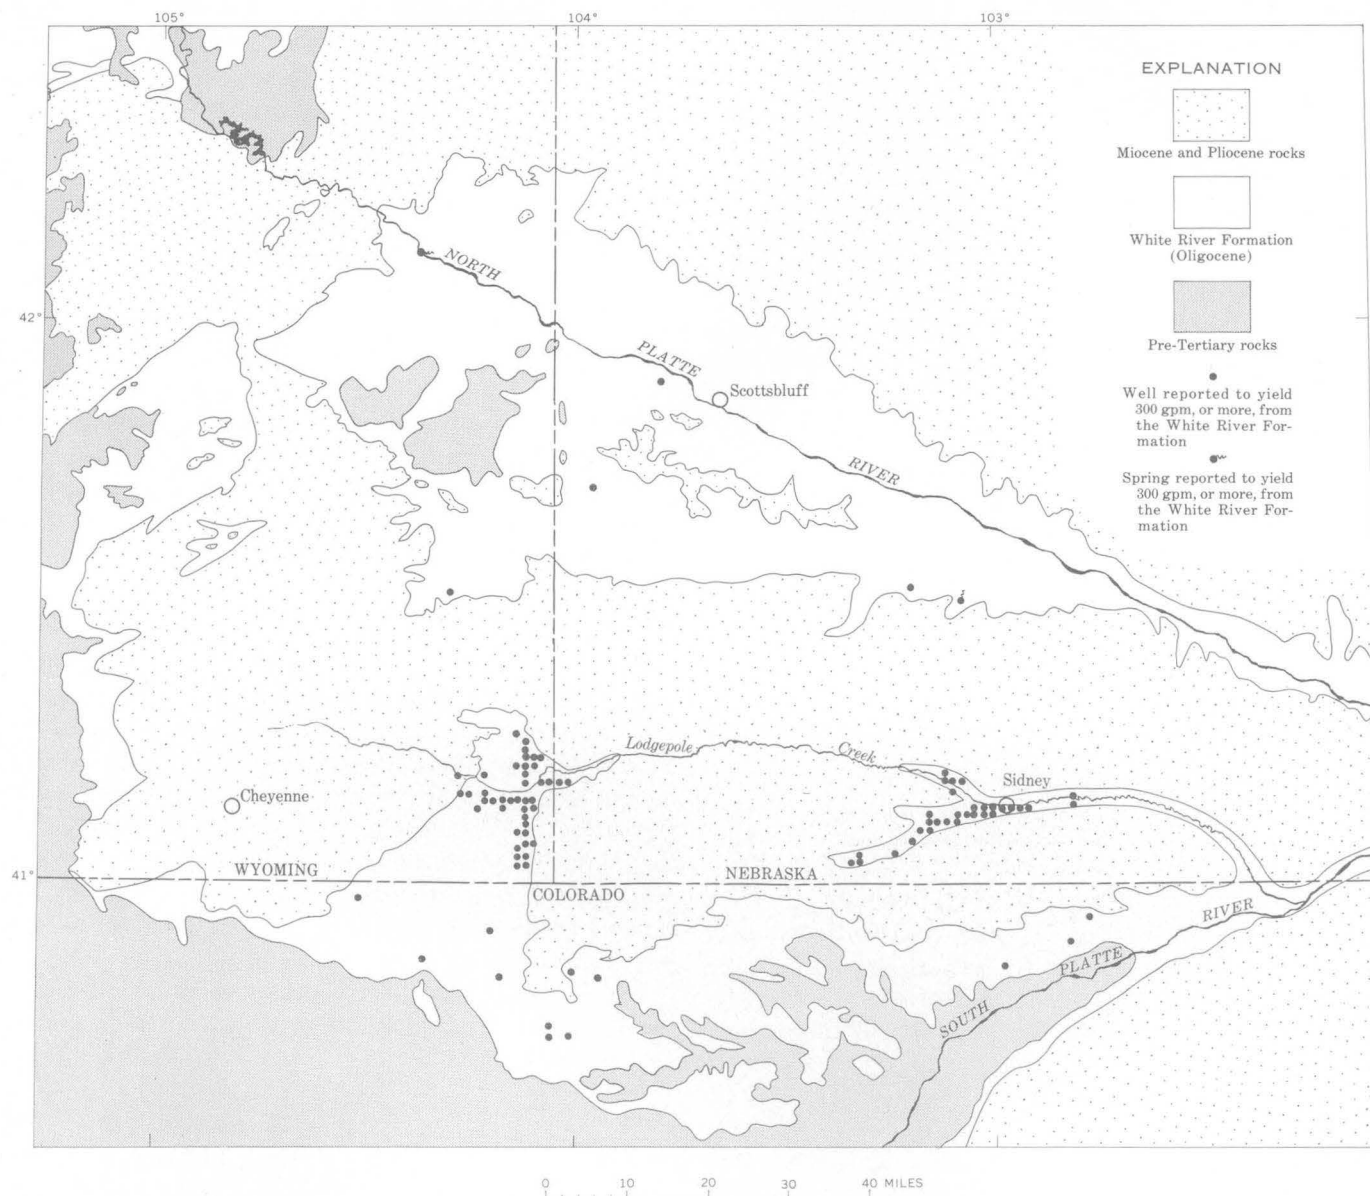 105°
104°
103°
EXPLANATION
Miocene and Pliocene rocks
White River Formation
(Oligocene)
Pre-Tertiary rocks
Well reported to yield
300 gpm, or more, from
the White River For-
mation
Spring reported to yield
300 gpm, or more, from
the White River For-
mation
NORTH
42°
PLATTE
Scottsbluff
RIVER
Lodgepole
Creek
Sidney
Cheyenne
41°
WYOMING
NEBRASKA
COLORADO
RIVER
PLATTE
SOUTH
0 10 20 30 40 MILES